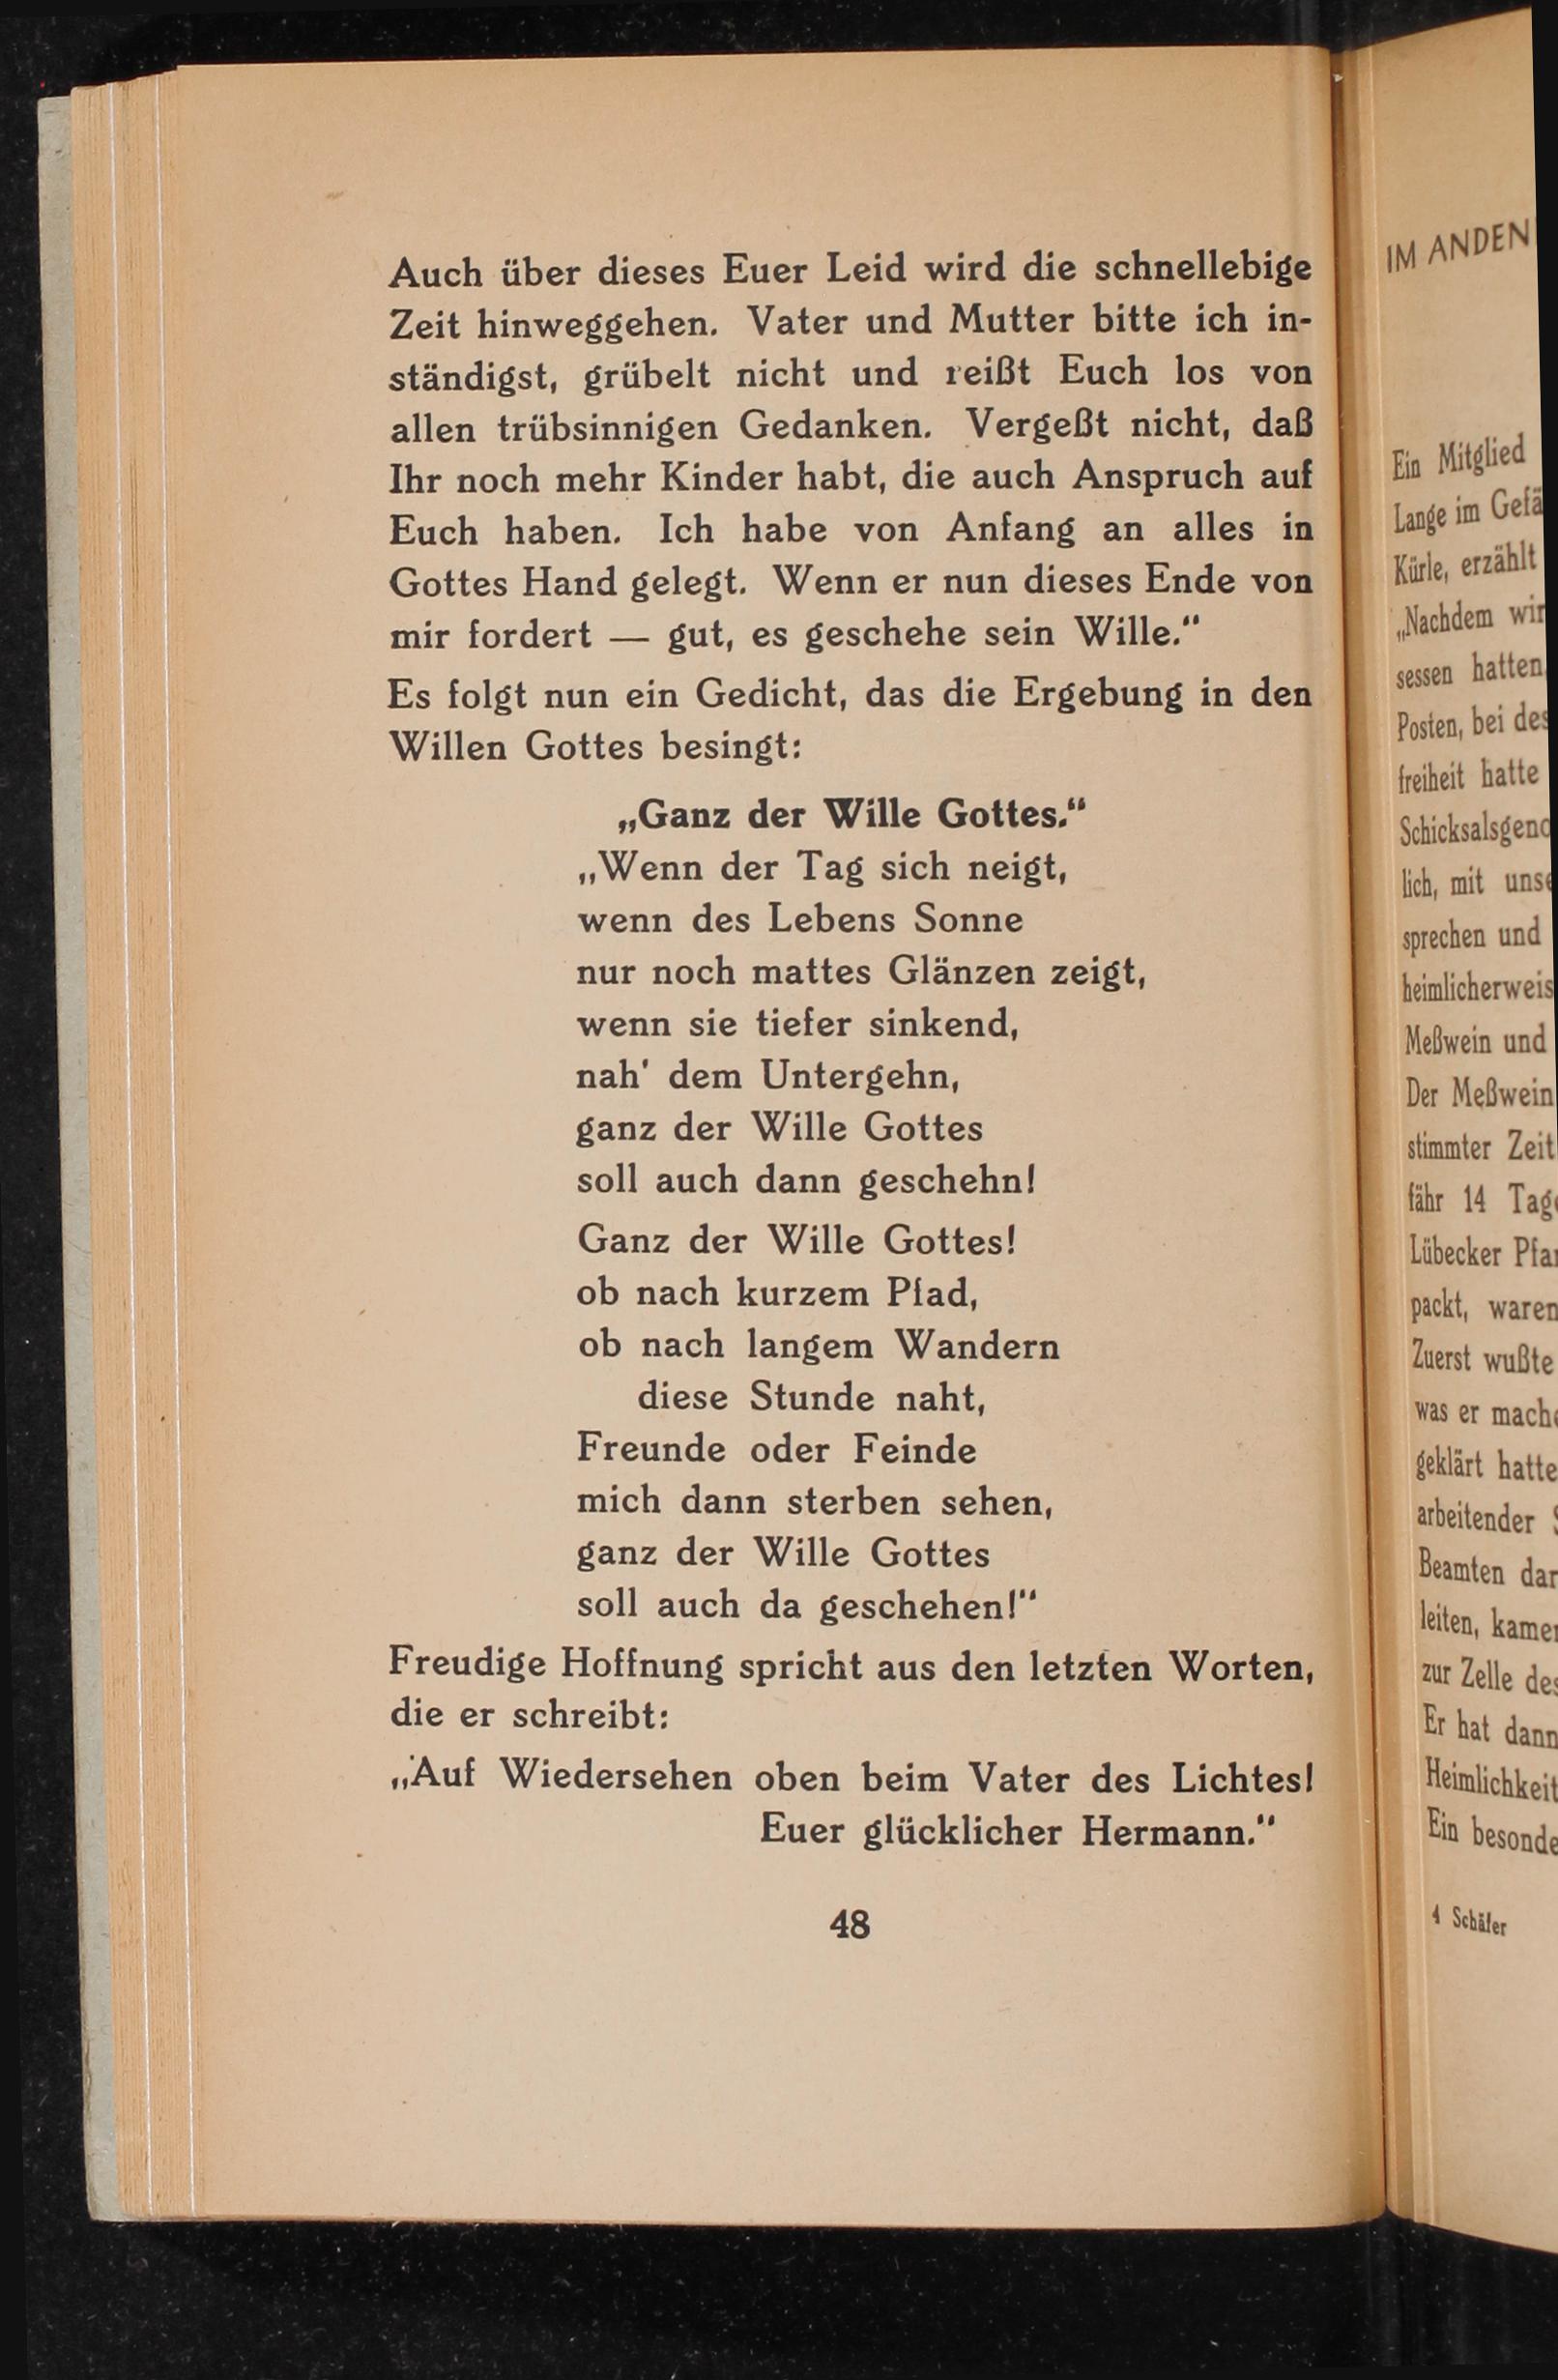 Auch über dieses Euer Leid wird die schnellebige
Zeit hinweggehen. Vater und Mutter bitte ich in-
ständigst, grübelt nicht und reißt Euch los von
allen trübsinnigen Gedanken. Vergeßt nicht, daß
Ihr noch mehr Kinder habt, die auch Anspruch auf
Euch haben. Ich habe von Anfang an alles in
Gottes Hand gelegt. Wenn er nun dieses Ende von
mir fordert — gut, es geschehe sein Wille.“
Es folgt nun ein Gedicht, das die Ergebung in den
Willen Gottes besingt:
„Ganz der Wille Gottes.“
„Wenn der Tag sich neigt,
wenn des Lebens Sonne
nur noch mattes Glänzen zeigt,
wenn sie tiefer sinkend,
nah' dem Untergehn,
ganz der Wille Gottes
soll auch dann geschehn!
Ganz der Wille Gottes!
ob nach kurzem Pfad,
ob nach langem Wandern
diese Stunde naht,
Freunde oder Feinde
mich dann sterben sehen,
ganz der Wille Gottes
soll auch da geschehen!“
Freudige Hoffnung spricht aus den letzten Worten,
die er schreibt:
„Auf Wiedersehen oben beim Vater des Lichtes!
Euer glücklicher Hermann.“
48
IM ANDEN
Ein Mitglied
Lange im Gefä
Kürle, erzählt
„Nachdem wir
sessen hatten
Posten, bei des
freiheit hatte
Schicksalsgeno
lich, mit unse
sprechen und
heimlicherweis
Meßwein und
Der Meßwein
stimmter Zeit
fähr 14 Tage
Lübecker Pfar
packt, waren
Zuerst wußte
was er mache
geklärt hatte
arbeitender
Beamten dar
leiten, kamen
zur Zelle des
Er hat dann
Heimlichkeit
Ein besonde
4 Schäfer